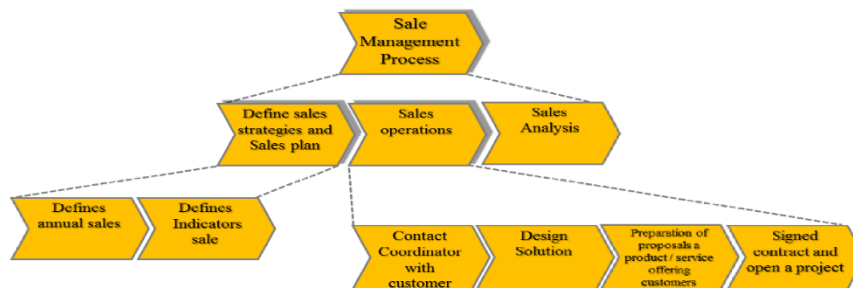 Sale
Management
Process
Define sales
strategies and
Sales plan
Sales
operations
Sales
Analysis
Defines
annual sales
Defines
Indicators
sale
Contact
Coordinator
with
customer
Design
Solution
Preparation of
proposals a
product / service
offering
customers
Signed
contract and
open a project